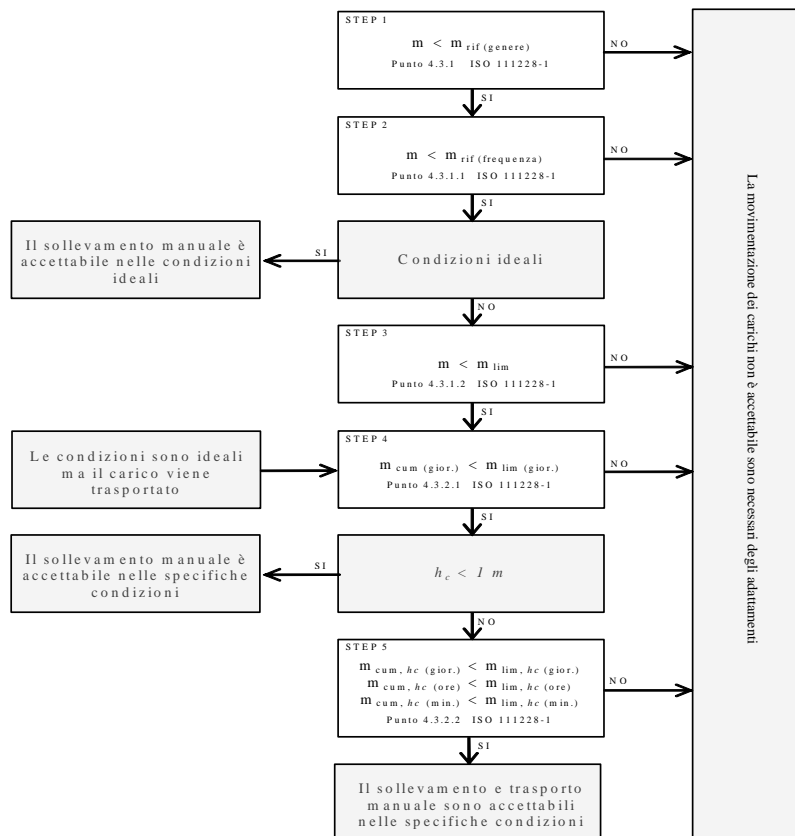 STEP 1
m < m rif (genere)
Punto 4.3.1 ISO 111228-1
NO
SI
STEP 2
m < m rif (frequenza)
Punto 4.3.1.1 ISO 111228-1
NO
SI
Il sollevamento manuale è
accettabile nelle condizioni
ideali
SI
Condizioni ideali
NO
STEP 3
m < m lim
Punto 4.3.1.2 ISO 111228-1
NO
SI
Le condizioni sono ideali
ma il carico viene
trasportato
STEP 4
m cum (gior.) < m lim (gior.)
Punto 4.3.2.1 ISO 111228-1
NO
SI
Il sollevamento manuale è
accettabile nelle specifiche
condizioni
SI
hc < 1 m
NO
STEP 5
m cum, hc (gior.) < m lim, hc (gior.)
m cum, hc (ore) < m lim, hc (ore)
m cum, hc (min.) < m lim, hc (min.)
Punto 4.3.2.2 ISO 111228-1
NO
SI
Il sollevamento e trasporto
manuale sono accettabili
nelle specifiche condizioni
La movimentazione dei carichi non è accettabile sono necessari degli adattamenti